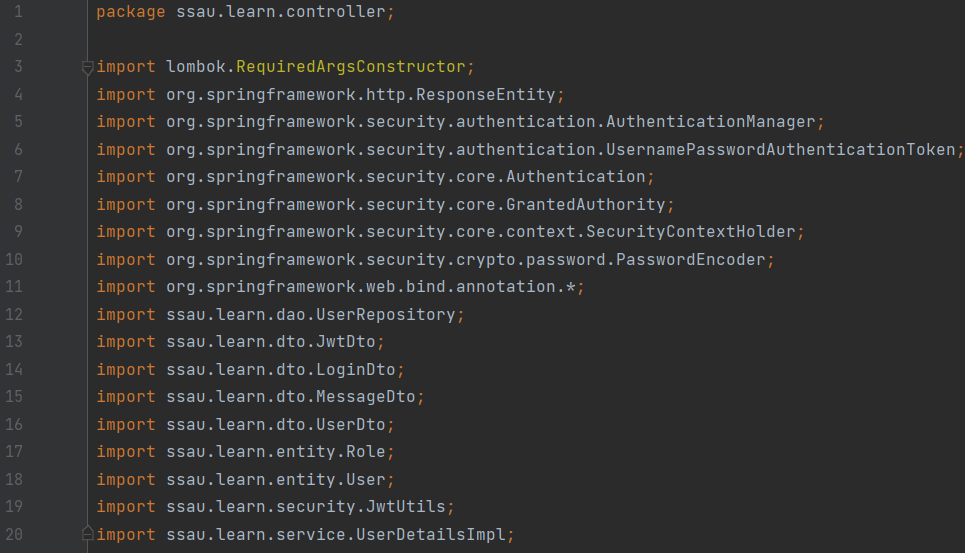 1 package ssau.learn.controller;
2
3 import lombok.RequiredArgsConstructor;
4 import org.springframework.http.ResponseEntity;
5 import org.springframework.security.authentication.AuthenticationManager;
6 import org.springframework.security.authentication.UsernamePasswordAuthenticationToken;
7 import org.springframework.security.core.Authentication;
8 import org.springframework.security.core.GrantedAuthority;
9 import org.springframework.security.core.context.SecurityContextHolder;
10 import org.springframework.security.crypto.password.PasswordEncoder;
11 import org.springframework.web.bind.annotation.*;
12 import ssau.learn.dao.UserRepository;
13 import ssau.learn.dto.JwtDto;
14 import ssau.learn.dto.LoginDto;
15 import ssau.learn.dto.MessageDto;
16 import ssau.learn.dto.UserDto;
17 import ssau.learn.entity.Role;
18 import ssau.learn.entity.User;
19 import ssau.learn.security.JwtUtils;
20 import ssau.learn.service.UserDetailsImpl;